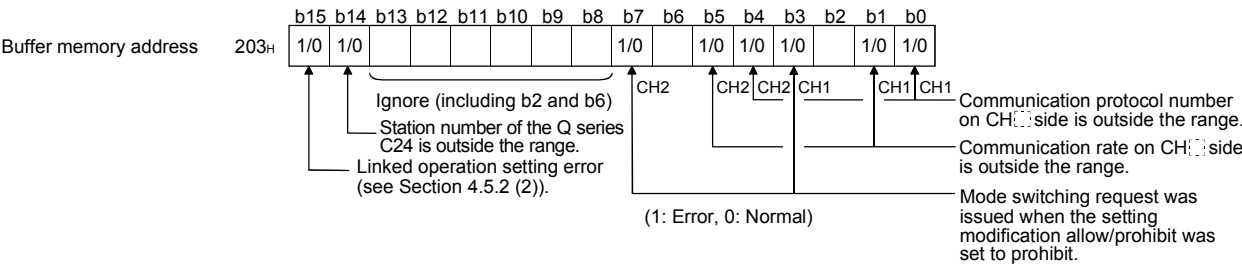 b15 b14 b13 b12 b11 b10 b9 b8 b7 b6 b5 b4 b3 b2 b1 b0
Buffer memory address 203H 1/0 1/0 1/0 1/0 1/0 1/0 1/0 1/0
CH2 CH2 CH2 CH1 CH1 CH1
Ignore (including b2 and b6)
Station number of the Q series
C24 is outside the range.
Linked operation setting error
(see Section 4.5.2 (2)).
(1: Error, 0: Normal)
Communication protocol number
on CH side is outside the range.
Communication rate on CH side
is outside the range.
Mode switching request was
issued when the setting
modification allow/prohibit was
set to prohibit.